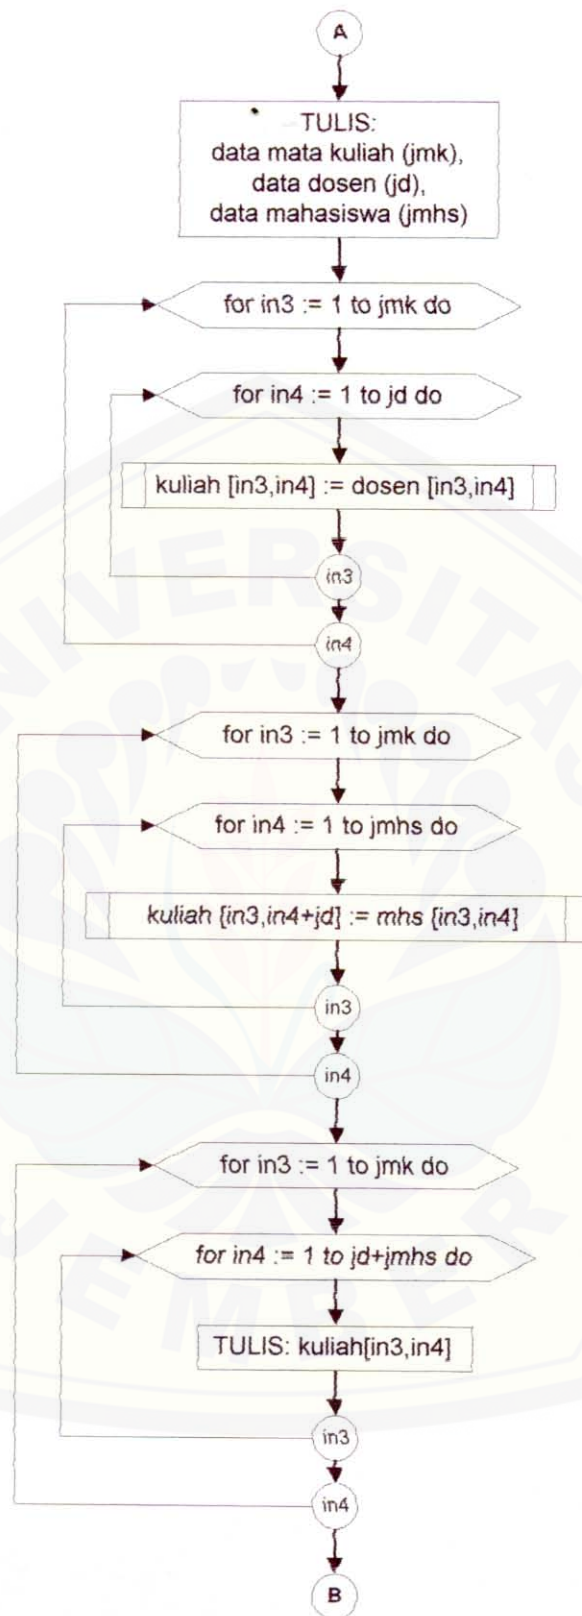 A
TULIS:
data mata kuliah (jmk),
data dosen (jd),
data mahasiswa (jmhs)
for in3 := 1 to jmk do
for in4 := 1 to jd do
kuliah [in3,in4] := dosen [in3,in4]
in3
in4
for in3 := 1 to jmk do
for in4 := 1 to jmhs do
kuliah {in3,in4+jd] := mhs {in3,in4]
in3
in4
for in3 := 1 to jmk do
for in4 := 1 to jd+jmhs do
TULIS: kuliah[in3,in4]
in3
in4
B
UNIVERSITAS
JEMBER